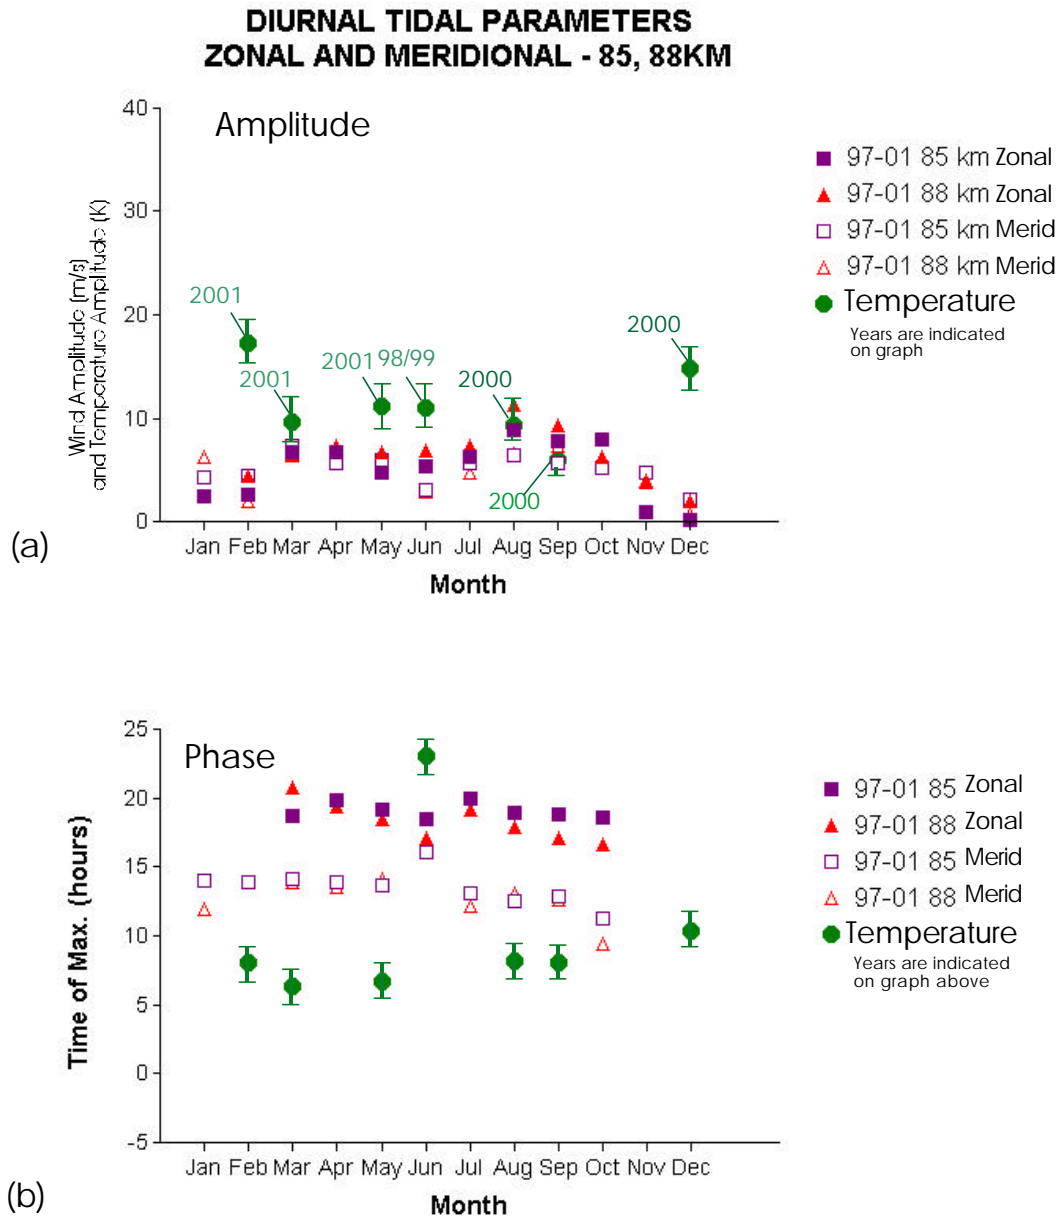 DIURNAL TIDAL PARAMETERS
ZONAL AND MERIDIONAL - 85, 88KM
Amplitude
40
30
20
10
0
Wind Amplitude (m/s)
and Temperature Amplitude (K)
2001
2001
2001 98/99
2000
2000
2000
97-01 85 km Zonal
97-01 88 km Zonal
97-01 85 km Merid
97-01 88 km Merid
Temperature
Years are indicated
on graph
(a)
Jan Feb Mar Apr May Jun Jul Aug Sep Oct Nov Dec
Month
Phase
25
20
15
10
5
0
-5
Time of Max. (hours)
97-01 85 Zonal
97-01 88 Zonal
97-01 85 Merid
97-01 88 Merid
Temperature
Years are indicated
on graph above
Jan Feb Mar Apr May Jun Jul Aug Sep Oct Nov Dec
(b)
Month